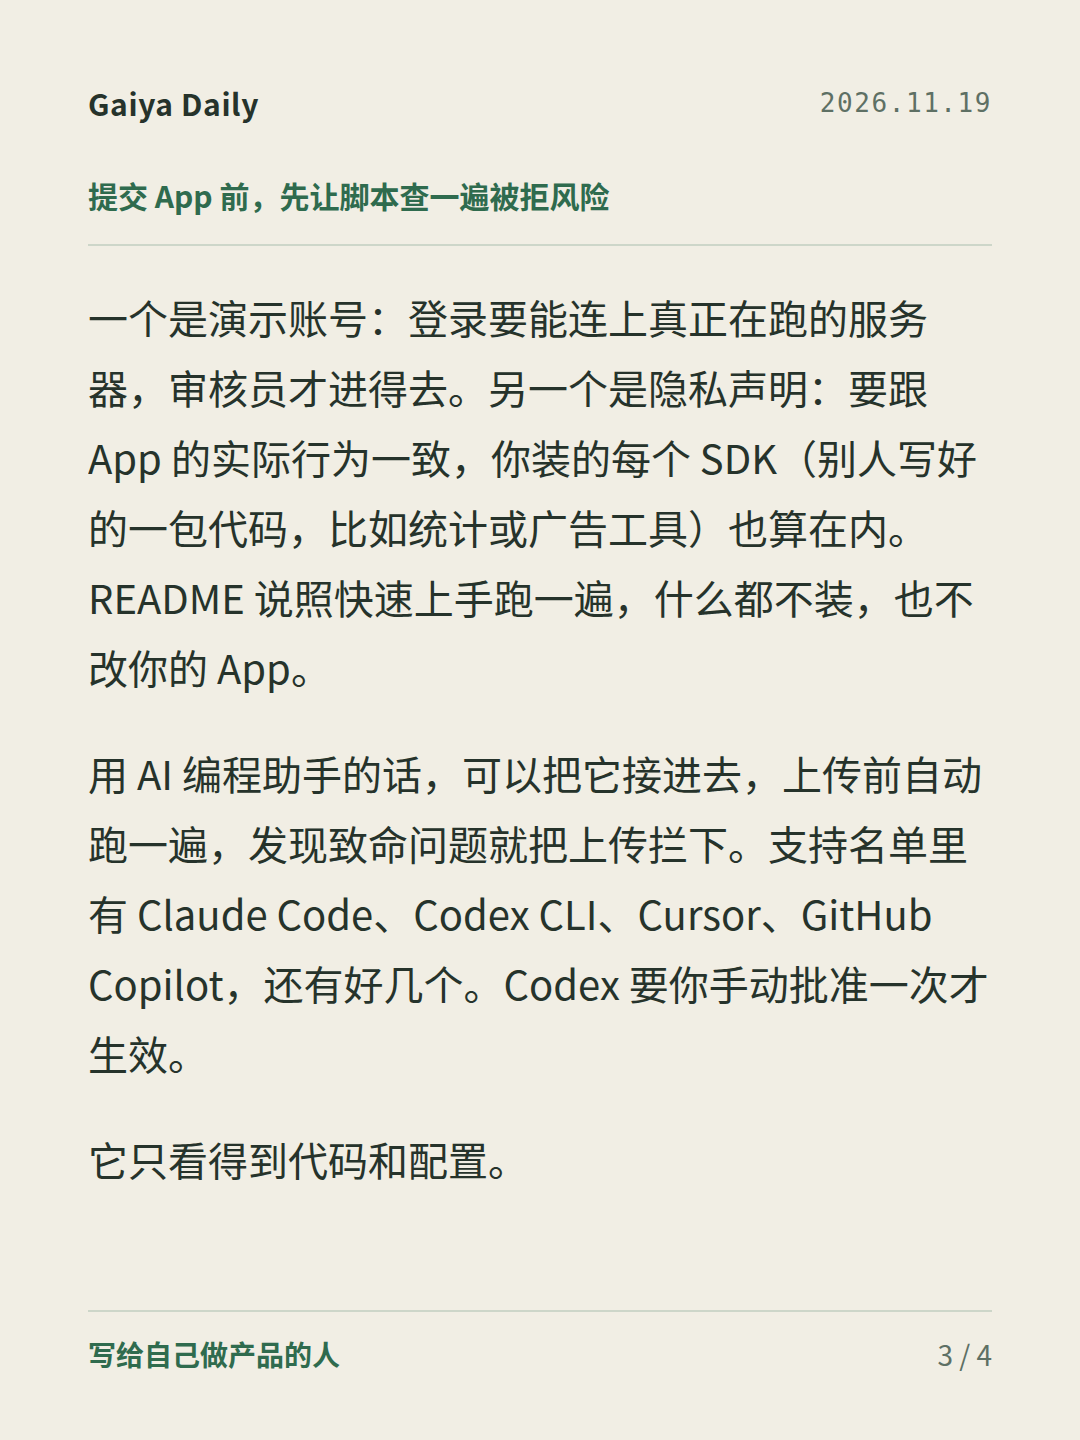 Gaiya Daily
2026.11.19
提交 App 前，先让脚本查一遍被拒风险
一个是演示账号：登录要能连上真正在跑的服务
器，审核员才进得去。另一个是隐私声明：要跟
App 的实际行为一致，你装的每个 SDK（别人写好
的一包代码，比如统计或广告工具）也算在内。
README 说照快速上手跑一遍，什么都不装，也不
改你的 App。
用 AI 编程助手的话，可以把它接进去，上传前自动
跑一遍，发现致命问题就把上传拦下。支持名单里
有 Claude Code、Codex CLI、Cursor、GitHub
Copilot，还有好几个。Codex 要你手动批准一次才
生效。
它只看得到代码和配置。
写给自己做产品的人
3 / 4